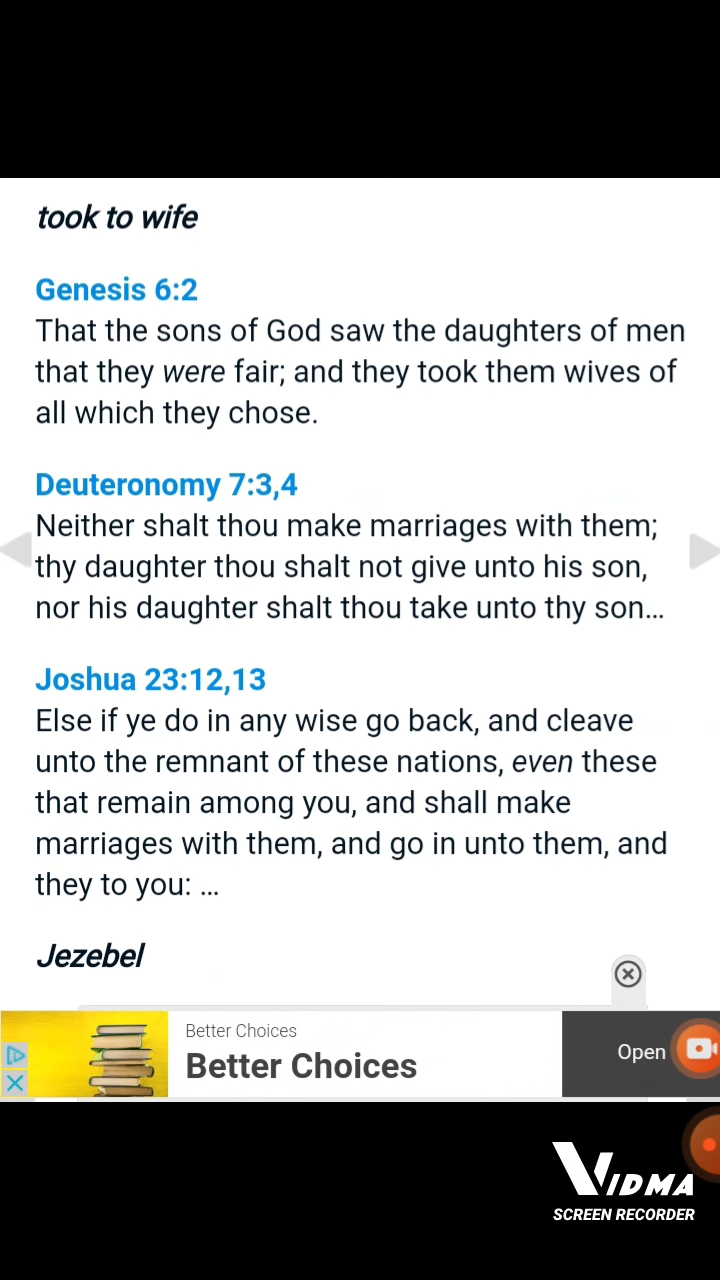 took to wife
Genesis 6:2
That the sons of God saw the daughters of men
that they were fair; and they took them wives of
all which they chose.
Deuteronomy 7:3,4
Neither shalt thou make marriages with them;
thy daughter thou shalt not give unto his son,
nor his daughter shalt thou take unto thy son...
Joshua 23:12,13
Else if ye do in any wise go back, and cleave
unto the remnant of these nations, even these
that remain among you, and shall make
marriages with them, and go in unto them, and
they to you: ...
Jezebel
Better Choices
Better Choices
Open
VIDMA
SCREEN RECORDER